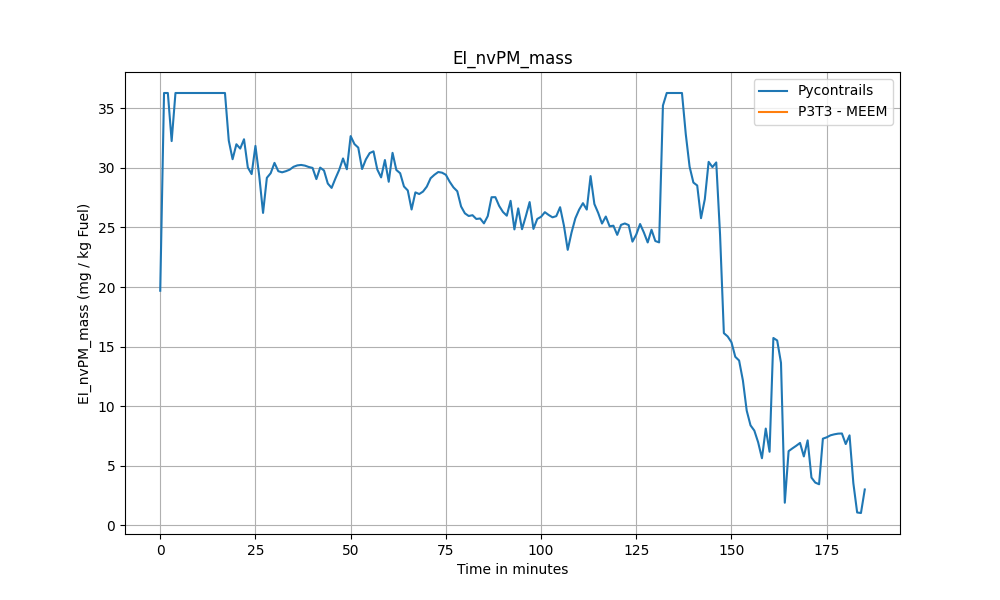 EI_nvPM_mass
Pycontrails
P3T3 - MEEM
EI_nvPM_mass (mg / kg Fuel)
35
30
25
20
15
10
5
0
0 25 50 75 100 125 150 175
Time in minutes